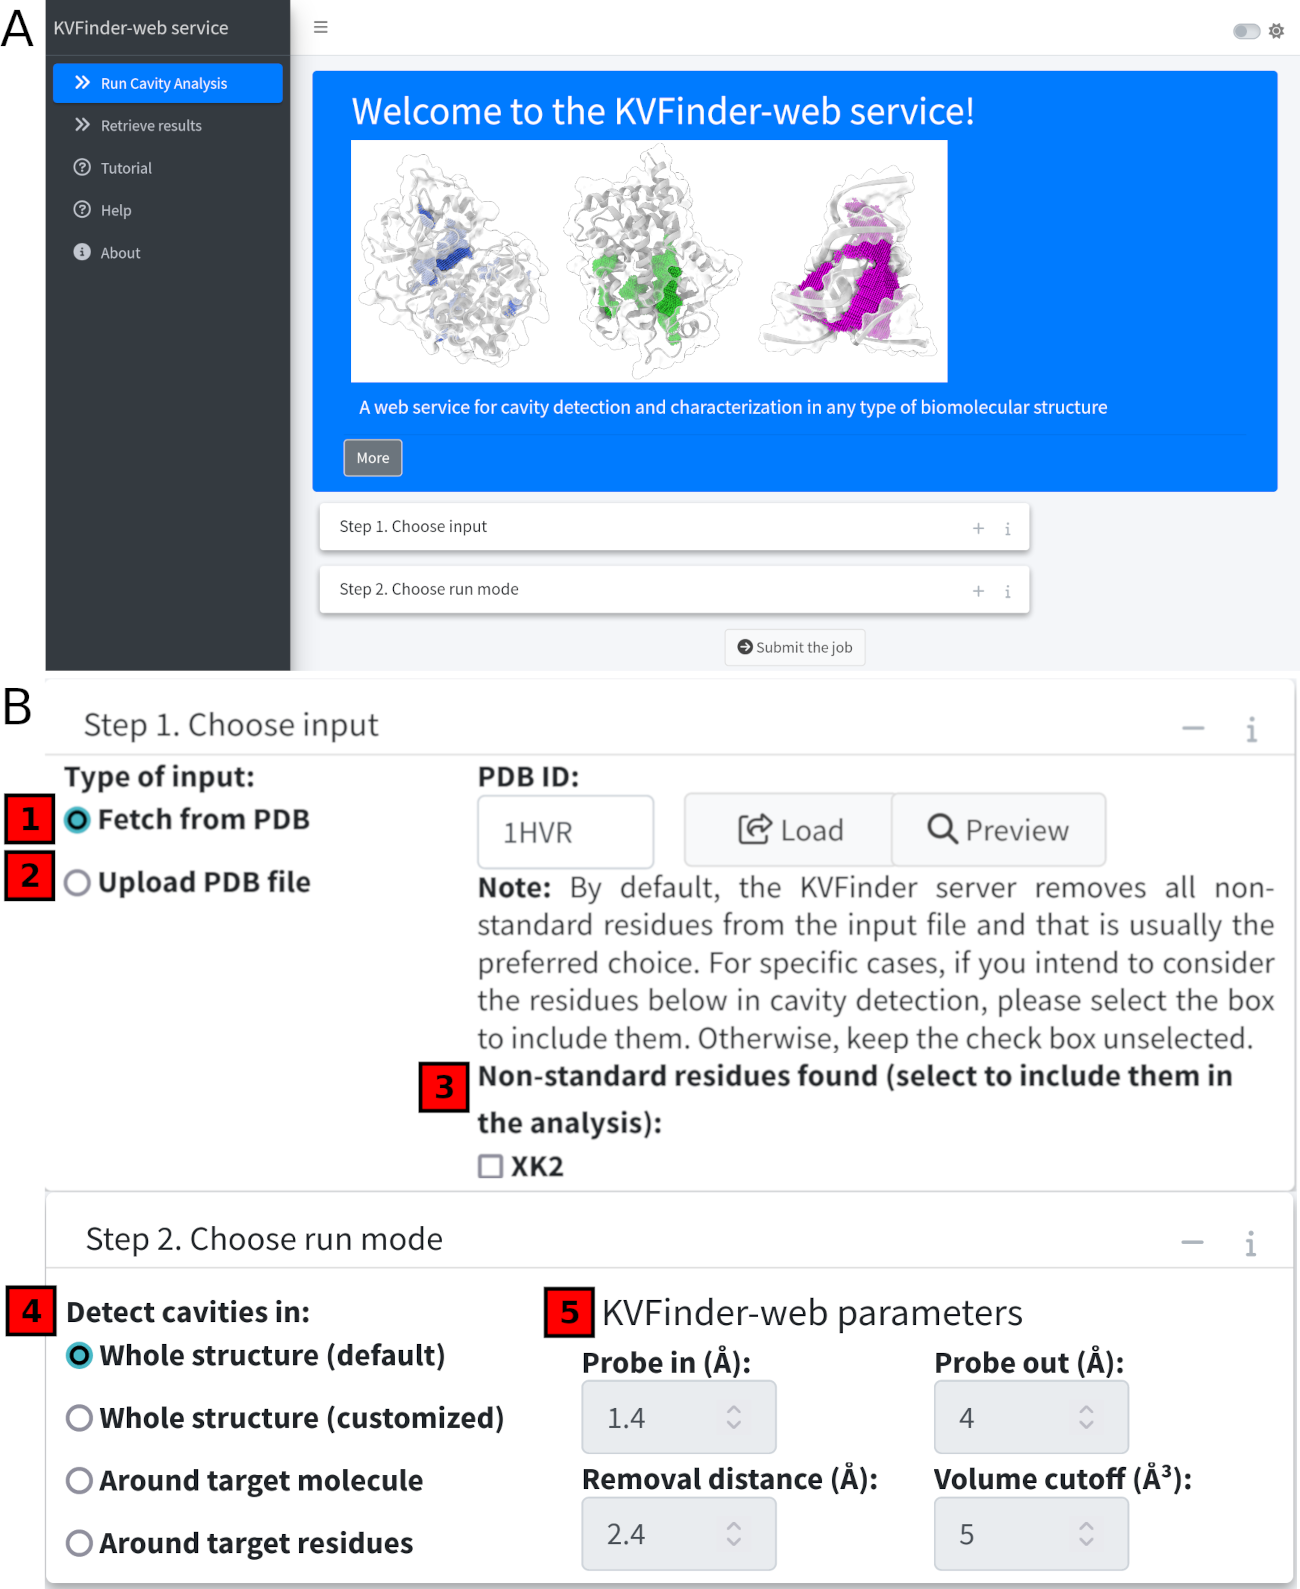 A
KVFinder-web service
Run Cavity Analysis
Retrieve results
Tutorial
Help
About
Welcome to the KVFinder-web service!
A web service for cavity detection and characterization in any type of biomolecular structure
More
Step 1. Choose input + i
Step 2. Choose run mode + i
Submit the job
B
Step 1. Choose input − i
Type of input:
1 Fetch from PDB
2 Upload PDB file
PDB ID:
1HVR Load Preview
Note: By default, the KVFinder server removes all non-
standard residues from the input file and that is usually the
preferred choice. For specific cases, if you intend to consider
the residues below in cavity detection, please select the box
to include them. Otherwise, keep the check box unselected.
3 Non-standard residues found (select to include them in
the analysis):
XK2
Step 2. Choose run mode − i
4 Detect cavities in:
Whole structure (default)
Whole structure (customized)
Around target molecule
Around target residues
5 KVFinder-web parameters
Probe in (Å): Probe out (Å):
1.4 4
Removal distance (Å): Volume cutoff (Å³):
2.4 5